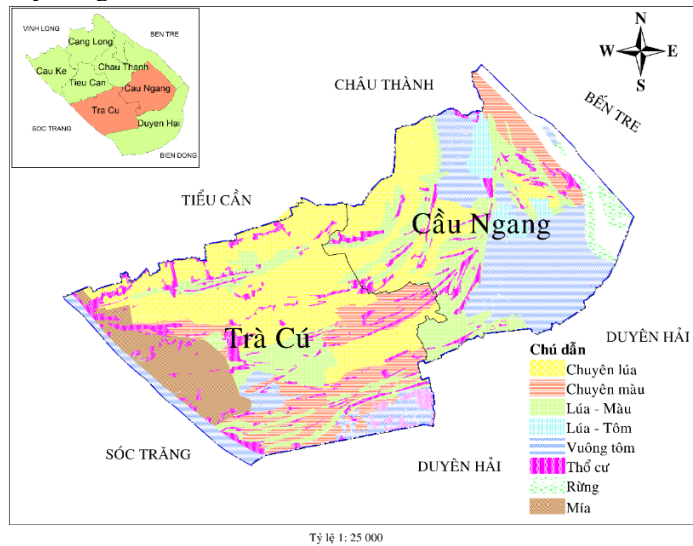 VINH LONG
BEN TRE
Cang Long
Cau Ke
Chau Thanh
Tieu Can
Cau Ngang
Tra Cu
Duyen Hai
SOC TRANG
BIEN DONG
N
W E
S
CHÂU THÀNH
BẾN TRE
TIỂU CẦN
Cầu Ngang
Trà Cú
DUYÊN HẢI
SÓC TRĂNG
DUYÊN HẢI
Chú dẫn
Chuyên lúa
Chuyên màu
Lúa - Màu
Lúa - Tôm
Vuông tôm
Thổ cư
Rừng
Mía
Tỷ lệ 1: 25 000